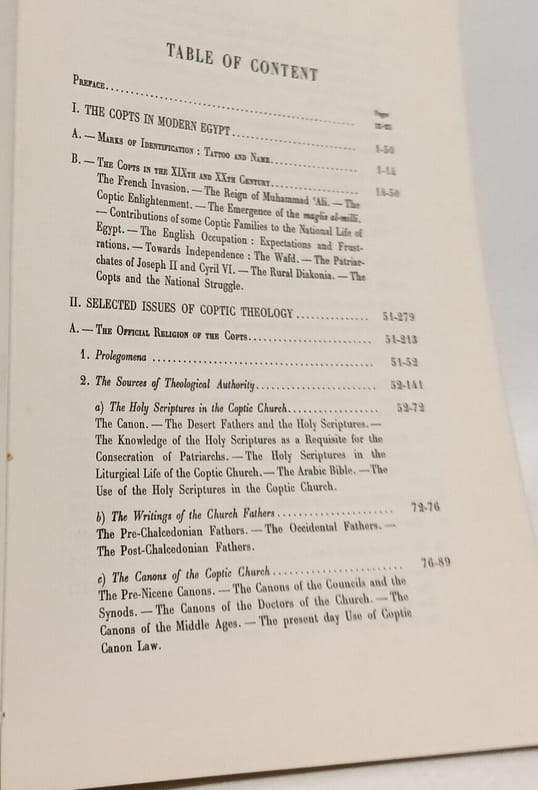 TABLE OF CONTENT
Pages
PREFACE
I. THE COPTS IN MODERN EGYPT 1-50
A. — MARKS OF IDENTIFICATION : TATTOO AND NAME
B. — THE COPTS IN THE XIXTH AND XXTH CENTURY
The French Invasion. — The Reign of Muhammad ‘Ali. — The
Coptic Enlightenment. — The Emergence of the maglis al-milli.
— Contributions of some Coptic Families to the National Life of
Egypt. — The English Occupation : Expectations and Frust-
rations. — Towards Independence : The Wafd. — The Patriar-
chates of Joseph II and Cyril VI. — The Rural Diakonia. — The
Copts and the National Struggle.
II. SELECTED ISSUES OF COPTIC THEOLOGY 51-279
A. — THE OFFICIAL RELIGION OF THE COPTS 51-213
1. Prolegomena 51-52
2. The Sources of Theological Authority 52-141
a) The Holy Scriptures in the Coptic Church 52-72
The Canon. — The Desert Fathers and the Holy Scriptures. —
The Knowledge of the Holy Scriptures as a Requisite for the
Consecration of Patriarchs. — The Holy Scriptures in the
Liturgical Life of the Coptic Church. — The Arabic Bible. — The
Use of the Holy Scriptures in the Coptic Church.
b) The Writings of the Church Fathers 72-76
The Pre-Chalcedonian Fathers. — The Occidental Fathers. —
The Post-Chalcedonian Fathers.
c) The Canons of the Coptic Church 76-89
The Pre-Nicene Canons. — The Canons of the Councils and the
Synods. — The Canons of the Doctors of the Church. — The
Canons of the Middle Ages. — The present day Use of Coptic
Canon Law.